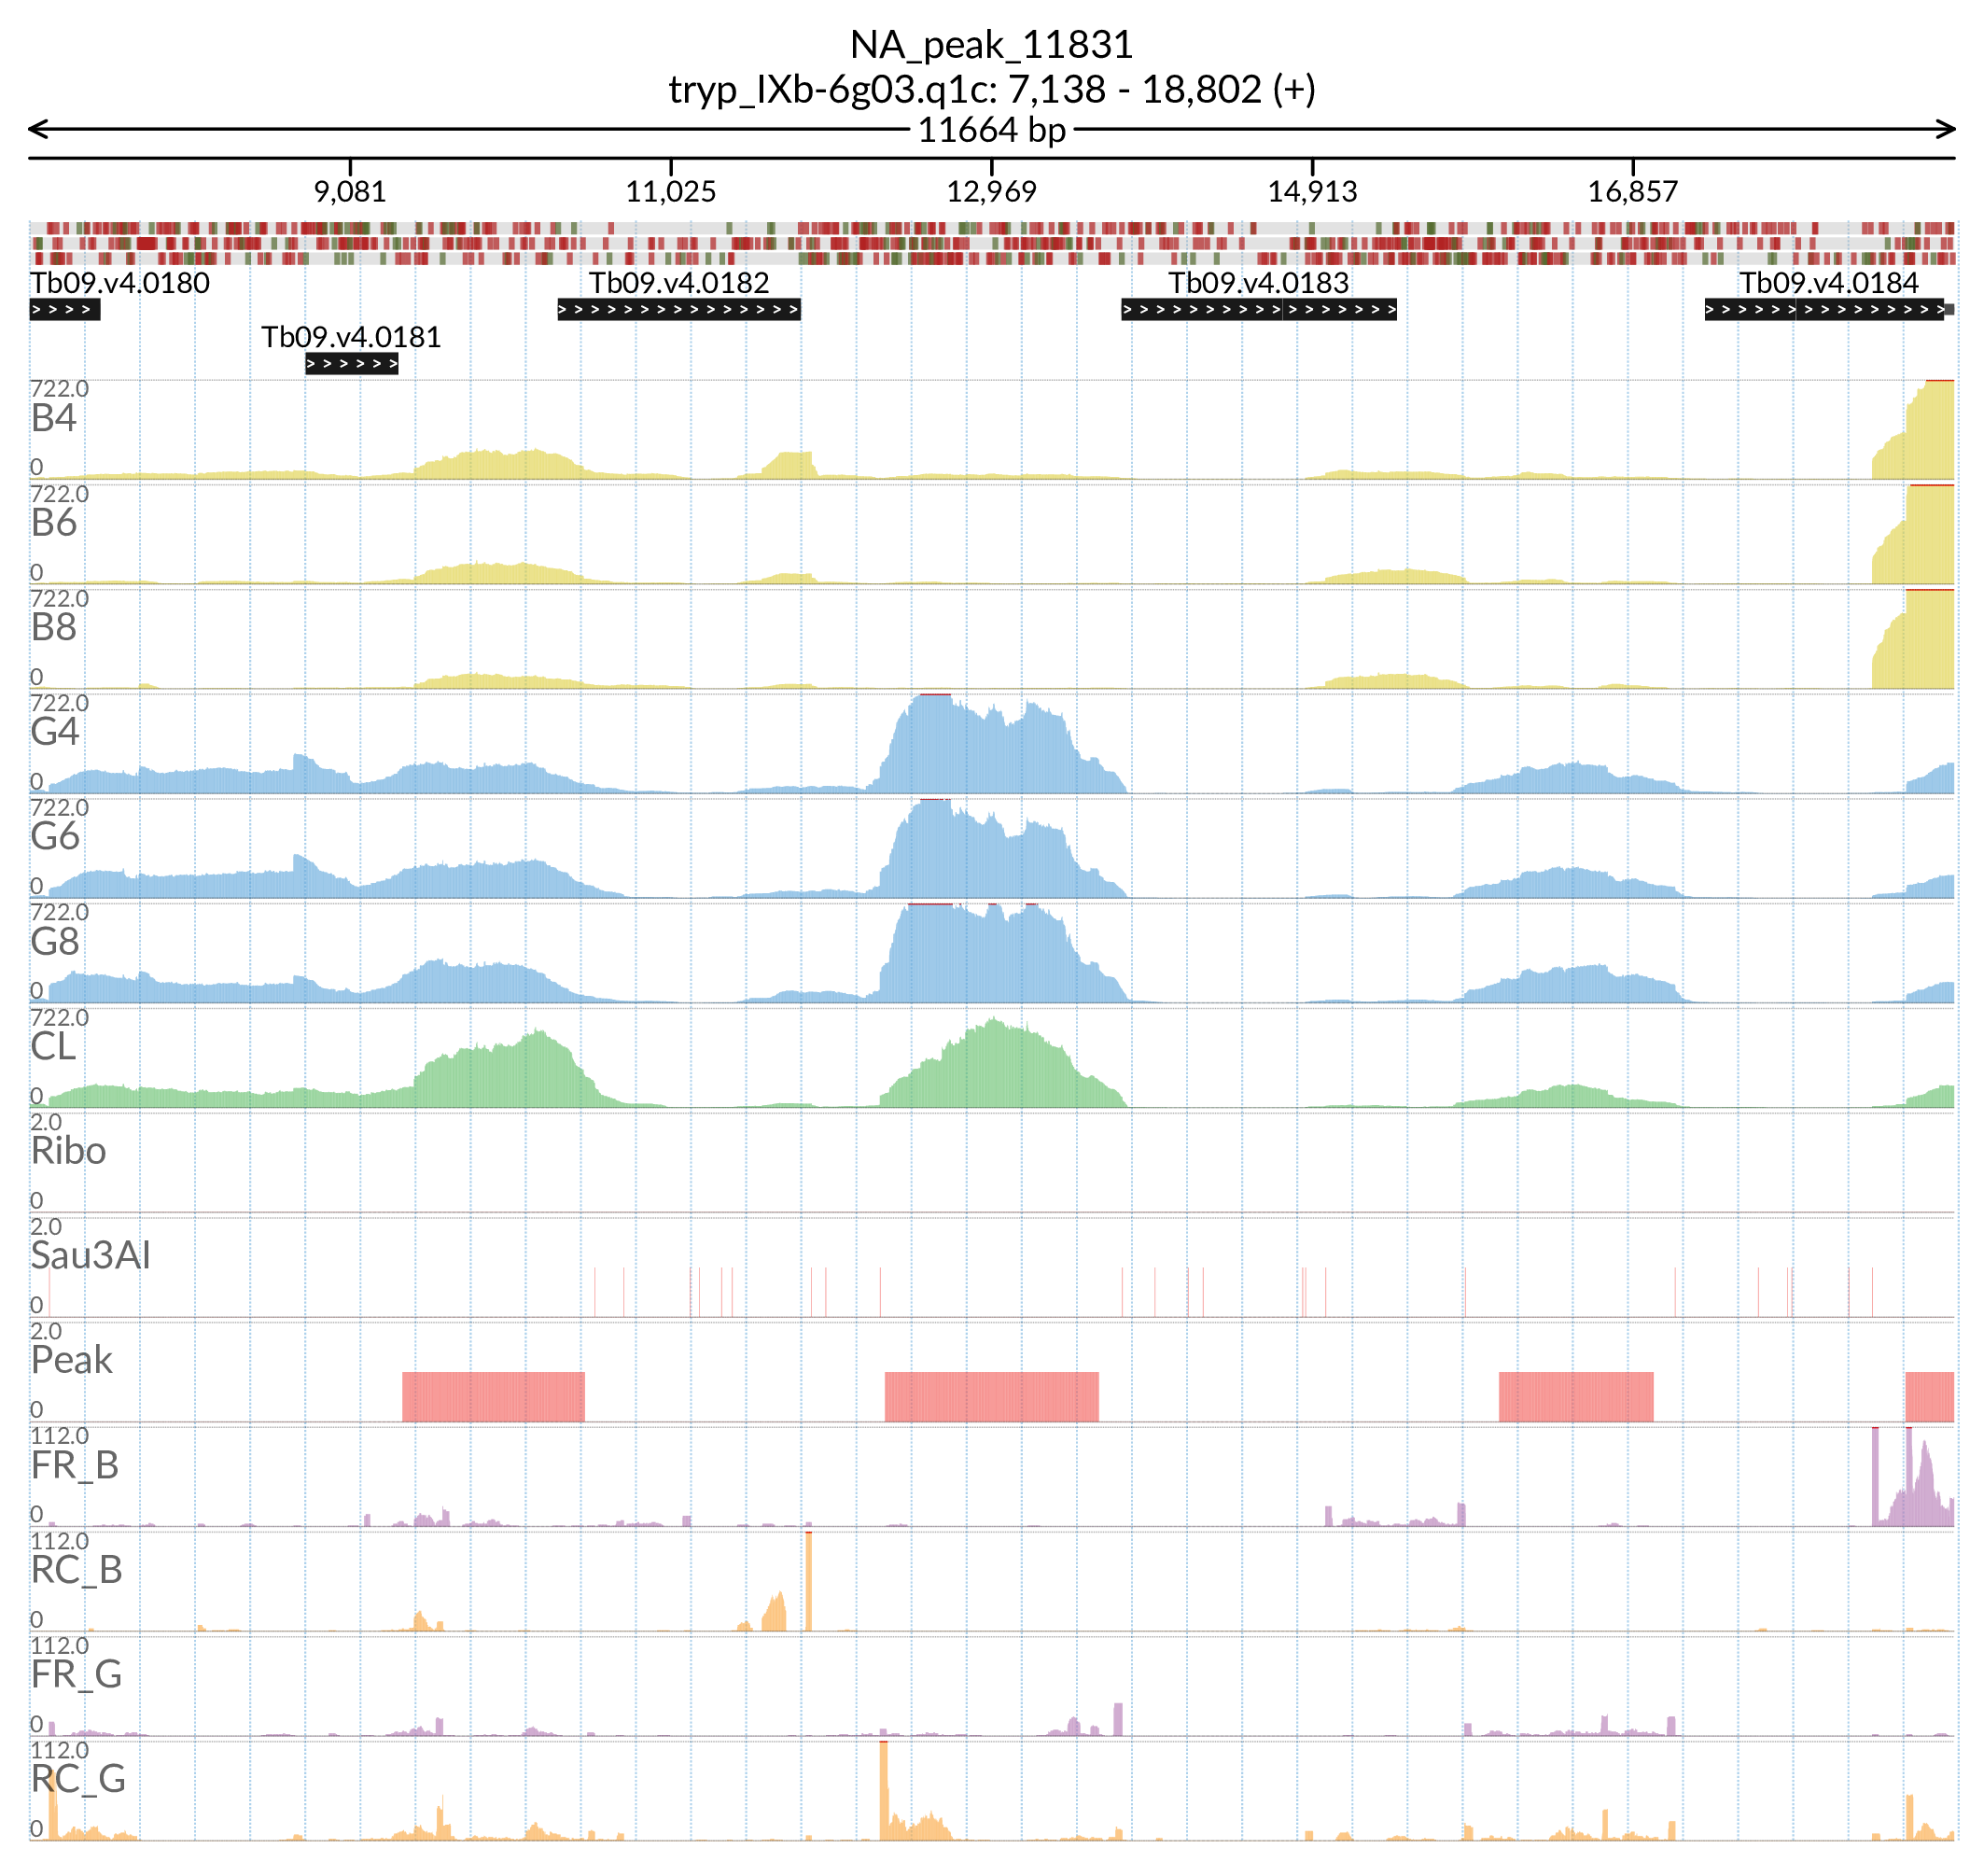 NA_peak_11831
tryp_IXb-6g03.q1c: 7,138 - 18,802 (+)
11664 bp
9,081 11,025 12,969 14,913 16,857
Tb09.v4.0180 Tb09.v4.0182 Tb09.v4.0183 Tb09.v4.0184
Tb09.v4.0181
722.0
B4
0
722.0
B6
0
722.0
B8
0
722.0
G4
0
722.0
G6
0
722.0
G8
0
722.0
CL
0
2.0
Ribo
0
2.0
Sau3AI
0
2.0
Peak
0
112.0
FR_B
0
112.0
RC_B
0
112.0
FR_G
0
112.0
RC_G
0